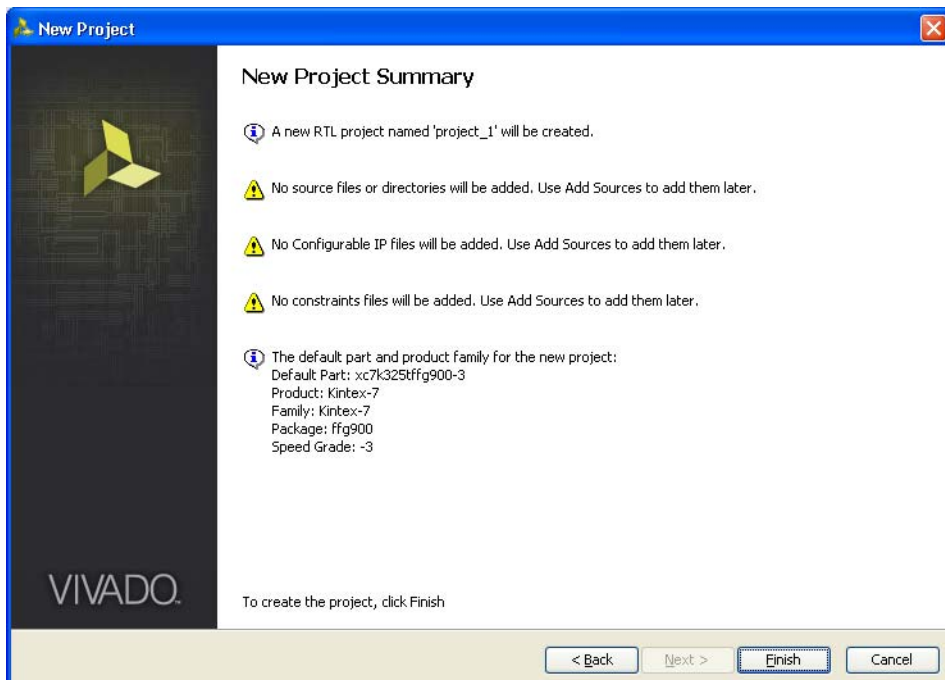 New Project
New Project Summary
A new RTL project named 'project_1' will be created.
No source files or directories will be added. Use Add Sources to add them later.
No Configurable IP files will be added. Use Add Sources to add them later.
No constraints files will be added. Use Add Sources to add them later.
The default part and product family for the new project:
Default Part: xc7k325tffg900-3
Product: Kintex-7
Family: Kintex-7
Package: ffg900
Speed Grade: -3
VIVADO™
To create the project, click Finish
< Back
Next >
Finish
Cancel